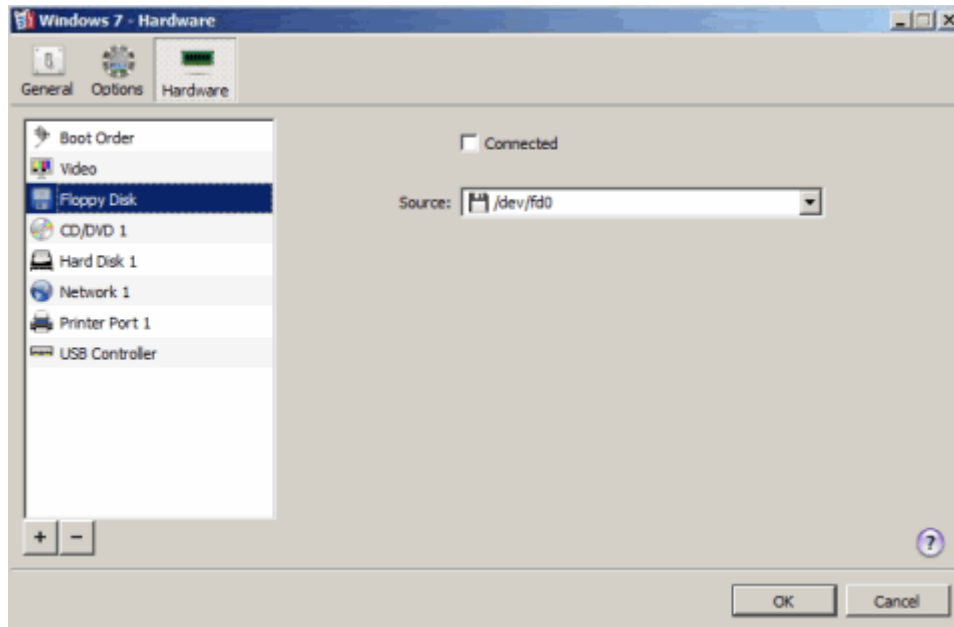 Windows 7 - Hardware
General Options Hardware
Boot Order
Video
Floppy Disk
CD/DVD 1
Hard Disk 1
Network 1
Printer Port 1
USB Controller
Connected
Source: /dev/fd0
+ −
?
OK Cancel